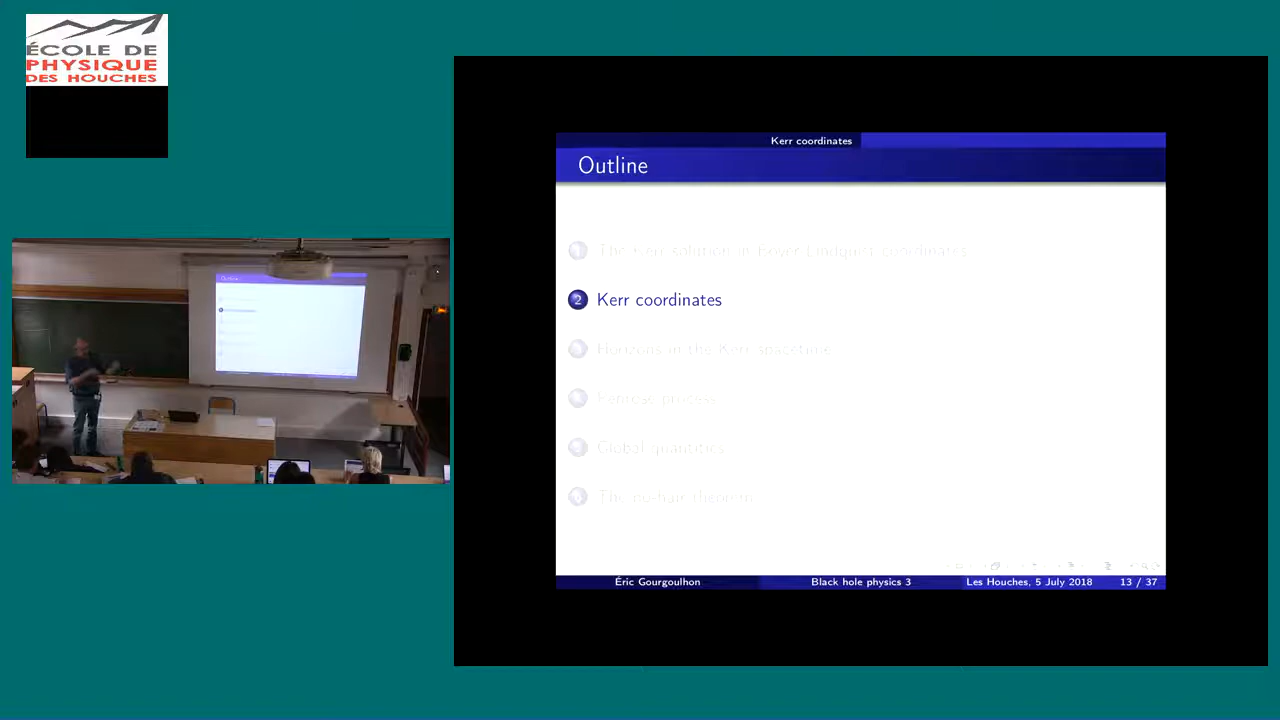 ÉCOLE DE
PHYSIQUE
DES HOUCHES
Kerr coordinates
Outline
1 The Kerr solution in Boyer-Lindquist coordinates
2 Kerr coordinates
3 Horizons in the Kerr spacetime
4 Penrose process
5 Global quantities
6 The no-hair theorem
Éric Gourgoulhon
Black hole physics 3
Les Houches, 5 July 2018
13 / 37